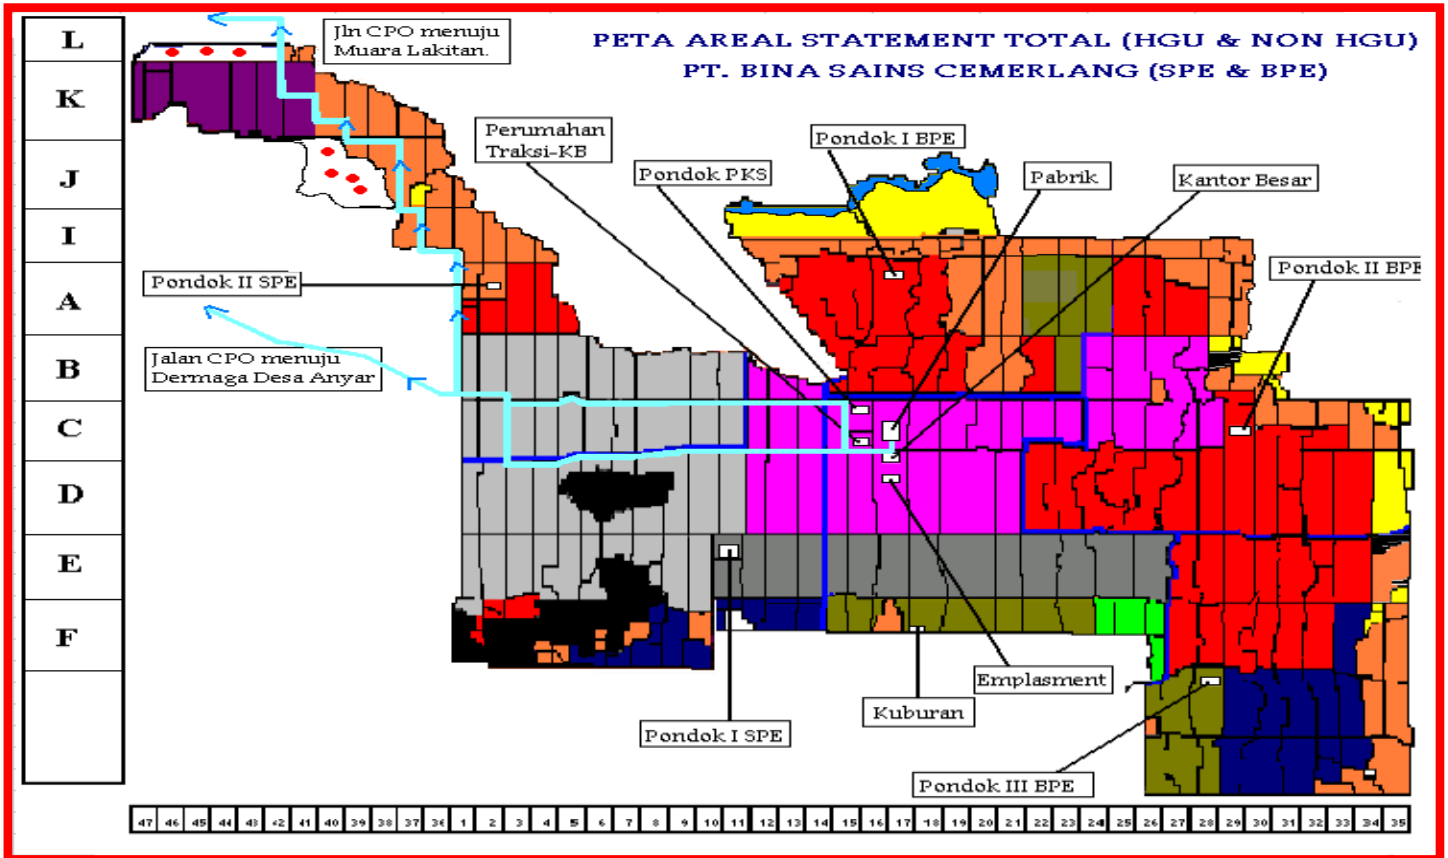 PETA AREAL STATEMENT TOTAL (HGU & NON HGU)
PT. BINA SAINS CEMERLANG (SPE & BPE)
Jln CPO menuju
Muara Lakitan.
Perumahan
Traksi-KB
Pondok I BPE
Pondok PKS
Pabrik
Kantor Besar
Pondok II SPE
Pondok II BPE
Jalan CPO menuju
Dermaga Desa Anyar
Emplasment
Kuburan
Pondok I SPE
Pondok III BPE
L
K
J
I
A
B
C
D
E
F
47 46 45 44 43 42 41 40 39 38 37 36 1 2 3 4 5 6 7 8 9 10 11 12 13 14 15 16 17 18 19 20 21 22 23 24 25 26 27 28 29 30 31 32 33 34 35